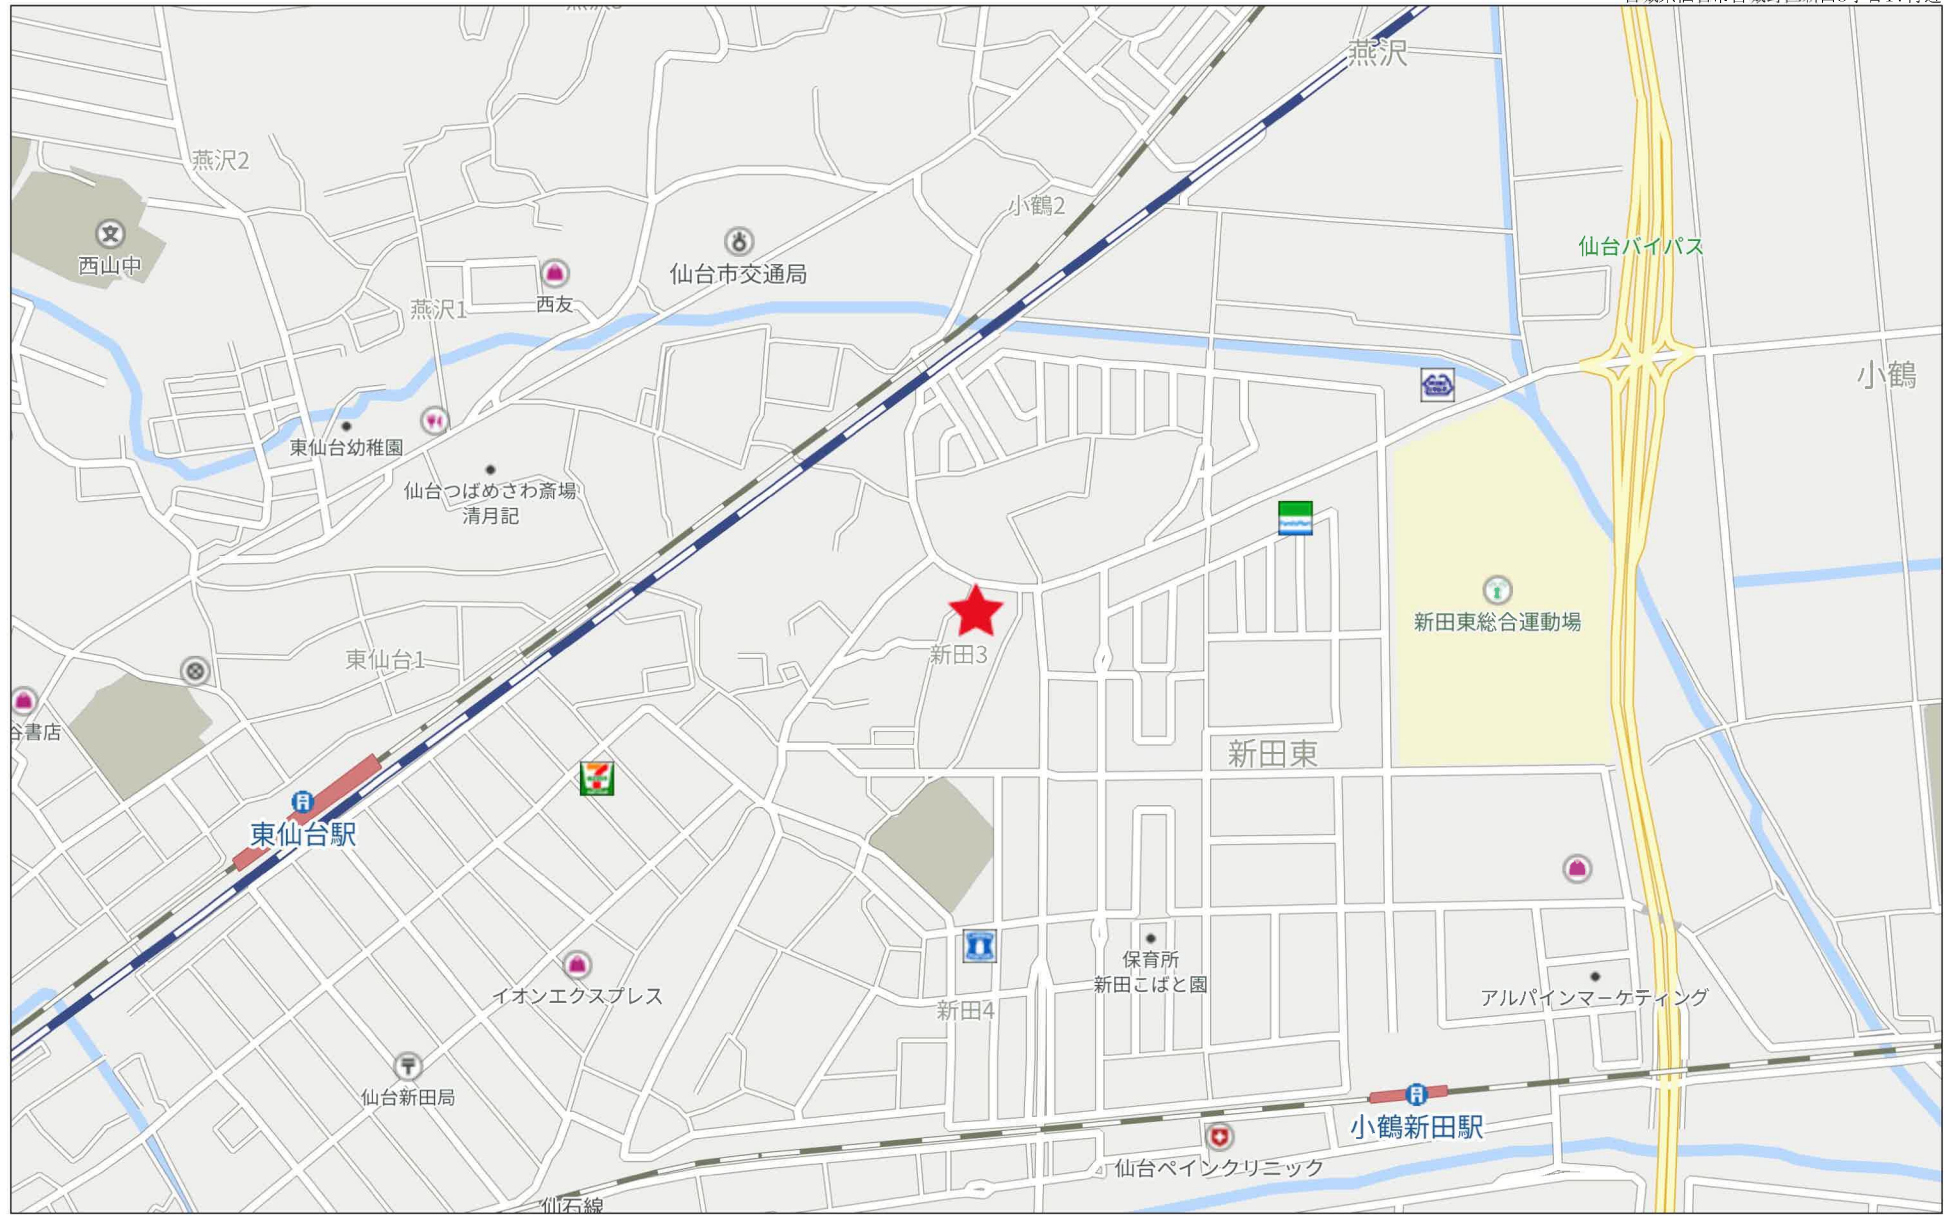 燕沢
燕沢2
小鶴2
仙台バイパス
西山中
仙台市交通局
西友
燕沢1
小鶴
東仙台幼稚園
仙台つばめさわ斎場
清月記
FamilyMart
新田東総合運動場
東仙台1
新田3
谷書店
新田東
7
東仙台駅
保育所
新田こばと園
イオンエクスプレス
アルパインマーケティング
新田4
仙台新田局
小鶴新田駅
仙台ペインクリニック
仙石線